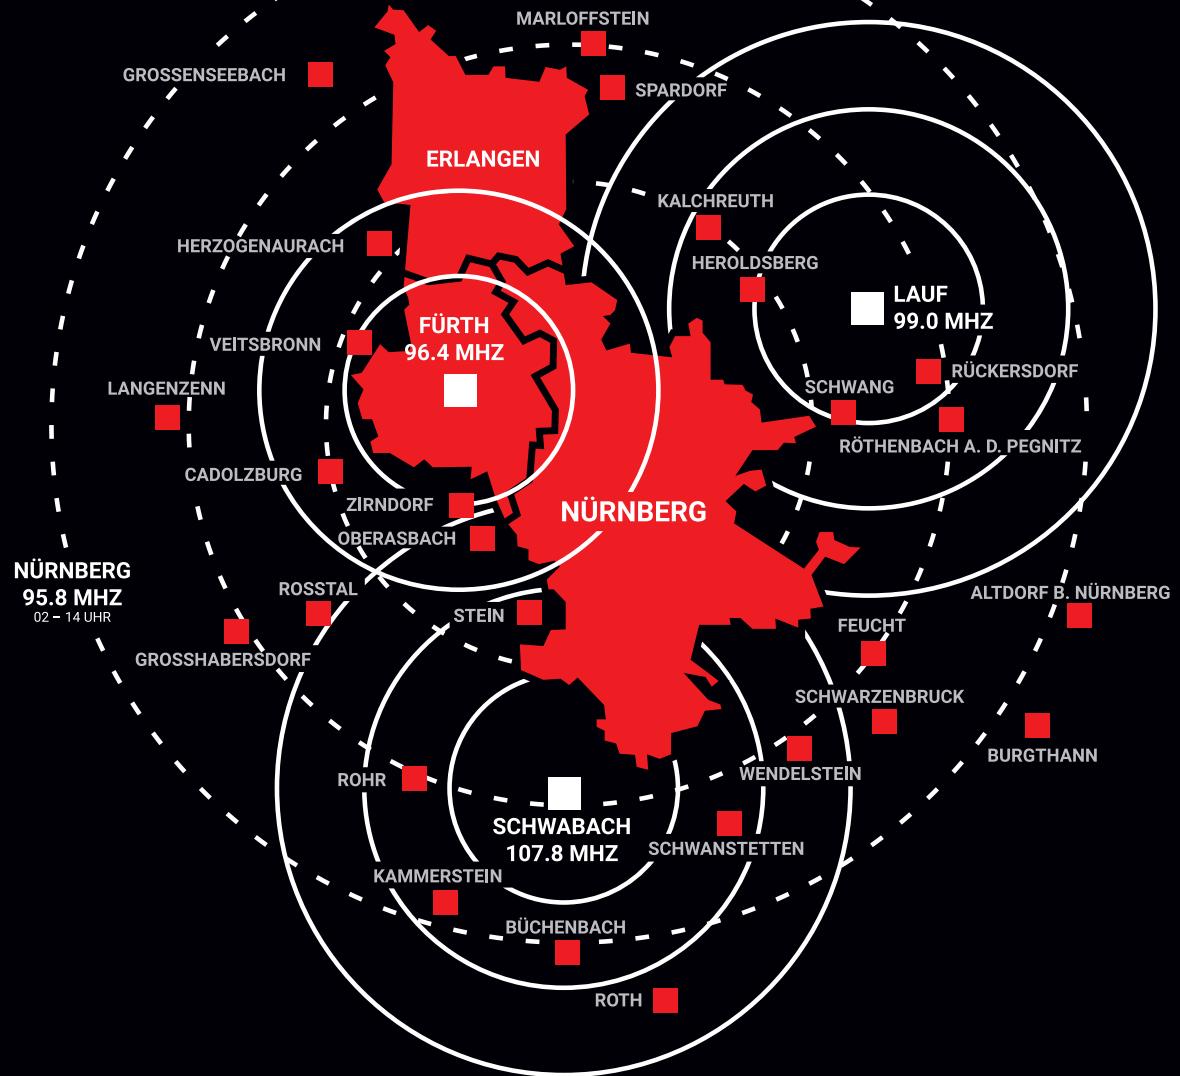 MARLOFFSTEIN
GROSSENSEEBACH
SPARDORF
ERLANGEN
KALCHREUTH
HERZOGENAURACH
HEROLDSBERG
LAUF
99.0 MHZ
FÜRTH
96.4 MHZ
VEITSBRONN
RÜCKERSDORF
LANGENZENN
SCHWANG
RÖTHENBACH A. D. PEGNITZ
CADOLZBURG
ZIRNDORF
NÜRNBERG
OBERASBACH
NÜRNBERG
95.8 MHZ
02 – 14 UHR
ROSSTAL
ALTDORF B. NÜRNBERG
STEIN
FEUCHT
GROSSHABERSDORF
SCHWARZENBRUCK
BURGTHANN
WENDELSTEIN
ROHR
SCHWABACH
107.8 MHZ
SCHWANSTETTEN
KAMMERSTEIN
BÜCHENBACH
ROTH